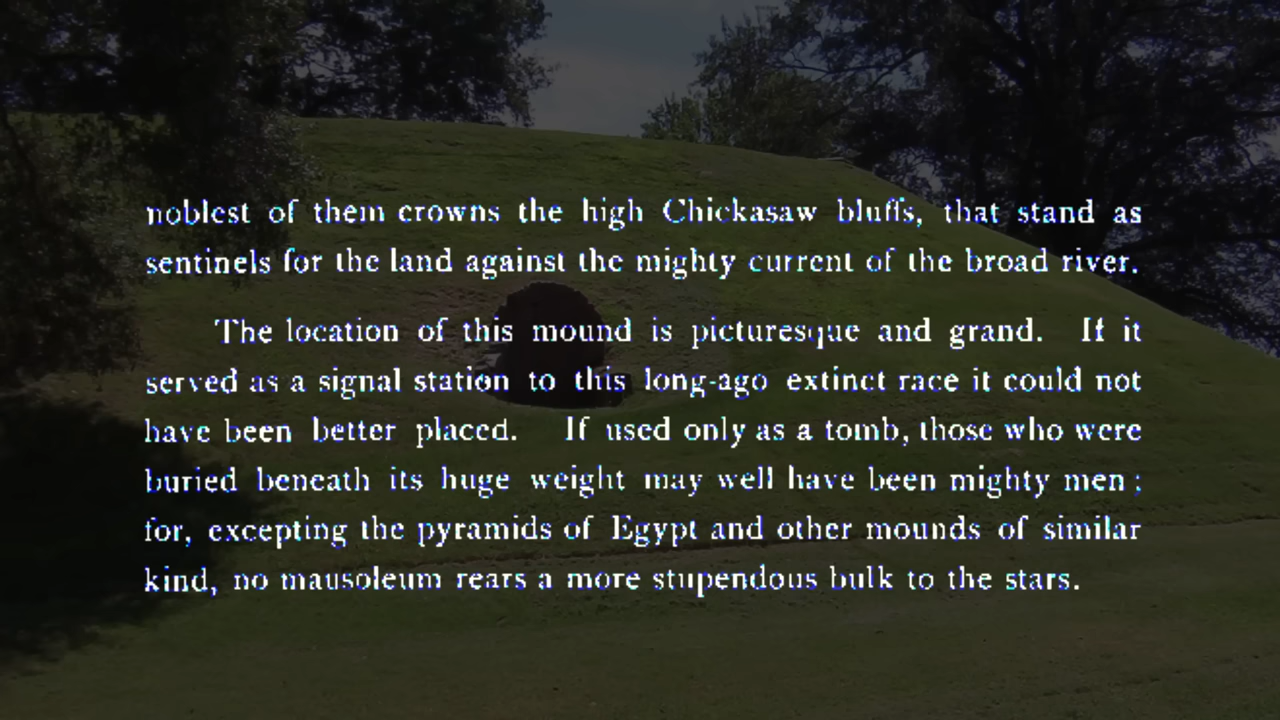 noblest of them crowns the high Chickasaw bluffs, that stand as
sentinels for the land against the mighty current of the broad river.
The location of this mound is picturesque and grand. If it
served as a signal station to this long-ago extinct race it could not
have been better placed. If used only as a tomb, those who were
buried beneath its huge weight may well have been mighty men;
for, excepting the pyramids of Egypt and other mounds of similar
kind, no mausoleum rears a more stupendous bulk to the stars.